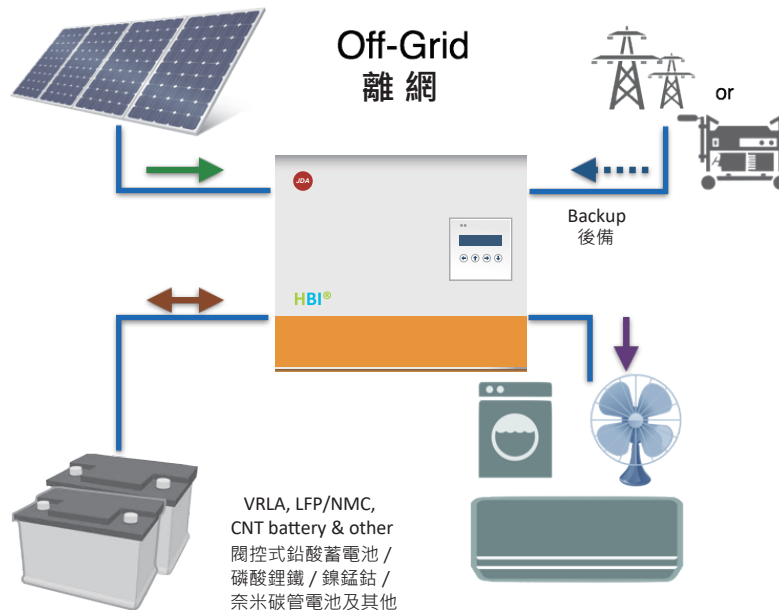 Off-Grid
離網
or
JDA
Backup
後備
HBI®
VRLA, LFP/NMC,
CNT battery & other
閥控式鉛酸蓄電池 /
磷酸鋰鐵 / 鎳錳鈷 /
奈米碳管電池及其他